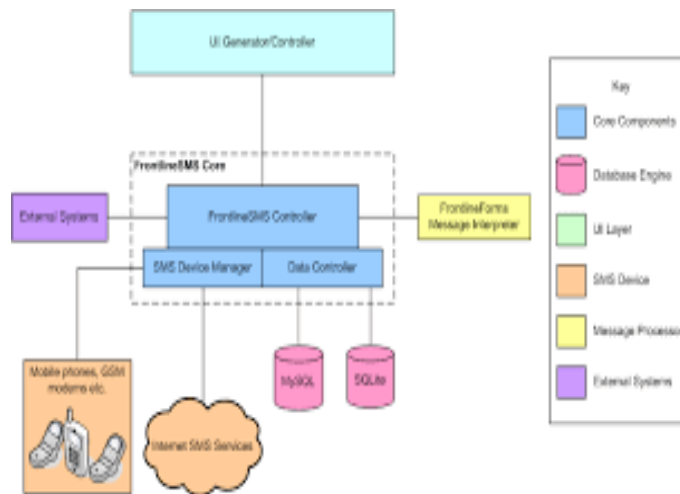 UI Generator/Controller
Key
Core Components
FrontlineSMS Core
Database Engine
External Systems
FrontlineSMS Controller
FrontlineForms
Message Interpreter
UI Layer
SMS Device Manager
Data Controller
SMS Device
Message Processor
Mobile phones, GSM
modems etc.
MySQL
SQLite
External Systems
Internet SMS Services